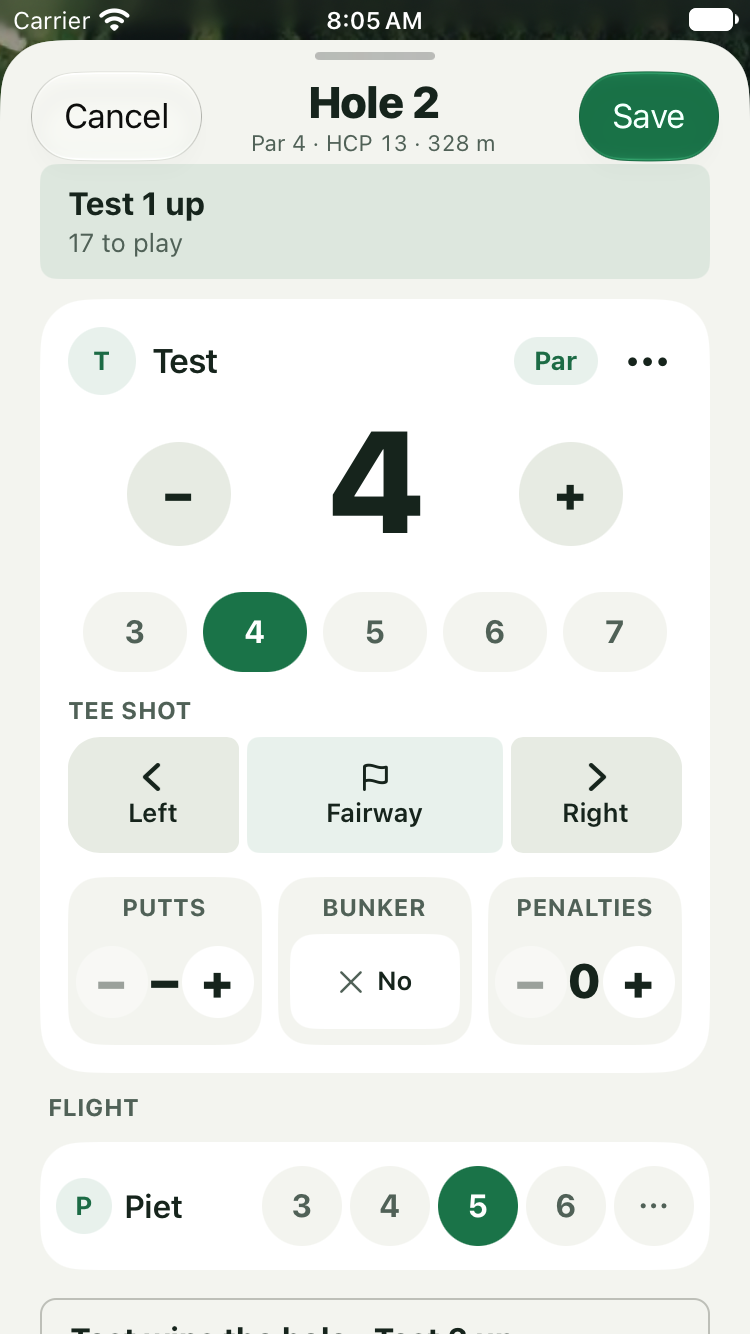 Carrier 8:05 AM
Cancel
Hole 2
Save
Par 4 · HCP 13 · 328 m
Test 1 up
17 to play
T Test Par •••
− 4 +
3 4 5 6 7
TEE SHOT
Left Fairway Right
PUTTS BUNKER PENALTIES
− – + No − 0 +
FLIGHT
P Piet 3 4 5 6 ···